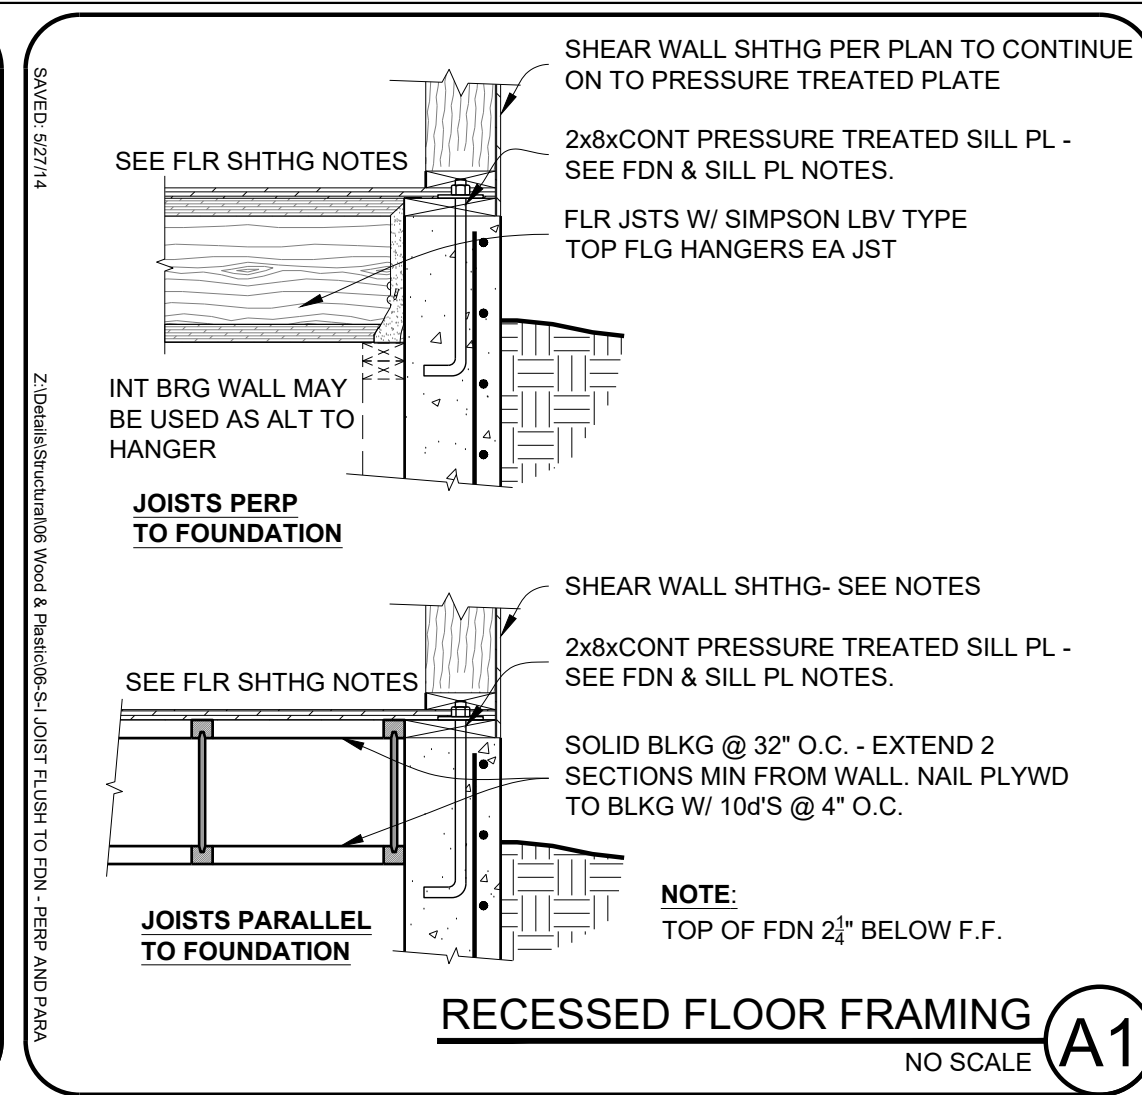 SAVED: 5/27/14
Z:\Details\Structural\06 Wood & Plastic\06-S-I JOIST FLUSH TO FDN - PERP AND PARA
SHEAR WALL SHTHG PER PLAN TO CONTINUE
ON TO PRESSURE TREATED PLATE
2x8xCONT PRESSURE TREATED SILL PL -
SEE FDN & SILL PL NOTES.
SEE FLR SHTHG NOTES
FLR JSTS W/ SIMPSON LBV TYPE
TOP FLG HANGERS EA JST
INT BRG WALL MAY
BE USED AS ALT TO
HANGER
JOISTS PERP
TO FOUNDATION
SHEAR WALL SHTHG- SEE NOTES
2x8xCONT PRESSURE TREATED SILL PL -
SEE FDN & SILL PL NOTES.
SEE FLR SHTHG NOTES
SOLID BLKG @ 32" O.C. - EXTEND 2
SECTIONS MIN FROM WALL. NAIL PLYWD
TO BLKG W/ 10d'S @ 4" O.C.
JOISTS PARALLEL
TO FOUNDATION
NOTE:
TOP OF FDN 2 1/4" BELOW F.F.
RECESSED FLOOR FRAMING
NO SCALE
A1